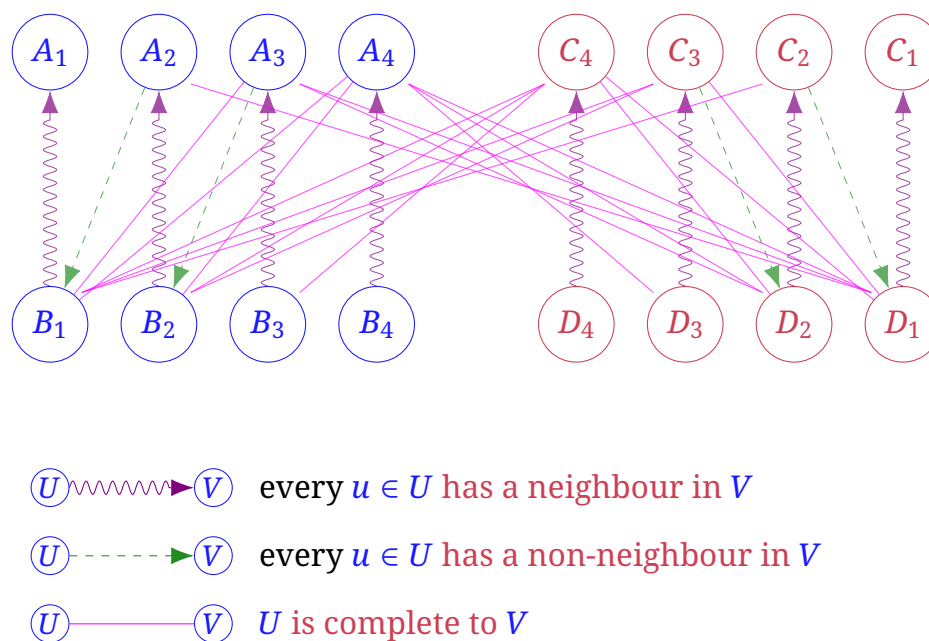 A₁ A₂ A₃ A₄ C₄ C₃ C₂ C₁
B₁ B₂ B₃ B₄ D₄ D₃ D₂ D₁
U V every u ∈ U has a neighbour in V
U V every u ∈ U has a non-neighbour in V
U V U is complete to V